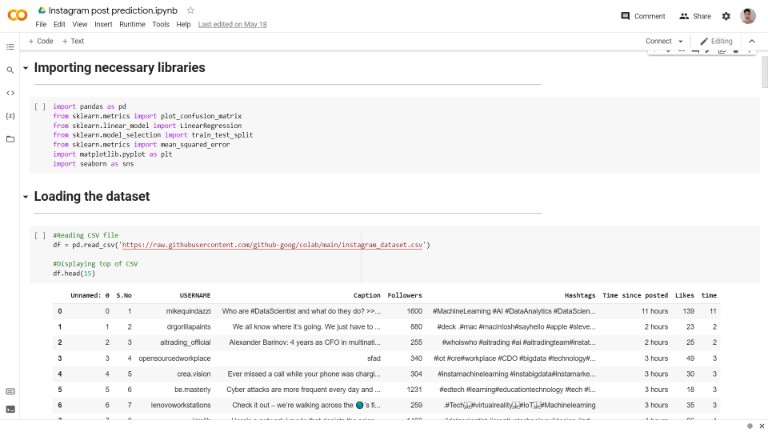 Instagram post prediction.ipynb
File Edit View Insert Runtime Tools Help Last edited on May 18
Comment Share
+ Code + Text
Connect Editing
Importing necessary libraries
[ ] import pandas as pd
from sklearn.metrics import plot_confusion_matrix
from sklearn.linear_model import LinearRegression
from sklearn.model_selection import train_test_split
from sklearn.metrics import mean_squared_error
import matplotlib.pyplot as plt
import seaborn as sns
Loading the dataset
[ ] #Reading CSV file
df = pd.read_csv('https://raw.githubusercontent.com/github-goog/colab/main/instagram_dataset.csv')
#Displaying top of CSV
df.head(15)
Unnamed: 0 S.No USERNAME Caption Followers Hashtags Time since posted Likes time
0 0 1 mikequindazzi Who are #DataScientist and what do they do? >>... 1600 #MachineLearning #AI #DataAnalytics #DataScien... 11 hours 139 11
1 1 2 drgorillapaints We all know where it's going. We just have to ... 880 #deck .#mac #macintosh#sayhello #apple #steve... 2 hours 23 2
2 2 3 aitrading_official Alexander Barinov: 4 years as CFO in multinati... 255 #whoiswho #aitrading #ai #aitradingteam#instat... 2 hours 25 2
3 3 4 opensourcedworkplace sfad 340 #iot #cre#workplace #CDO #bigdata #technology#... 3 hours 49 3
4 4 5 crea.vision Ever missed a call while your phone was chargi... 304 #instamachinelearning #instabigdata#instamarke... 3 hours 30 3
5 5 6 be.masterly Cyber attacks are more frequent every day and ... 1231 #edtech #learning#educationtechnology #tech #l... 3 hours 18 3
6 6 7 lenovoworkstations Check it out – we're walking across the 's fi... 259 .#Tech#virtualreality#IoT#Machinelearning 3 hours 35 3